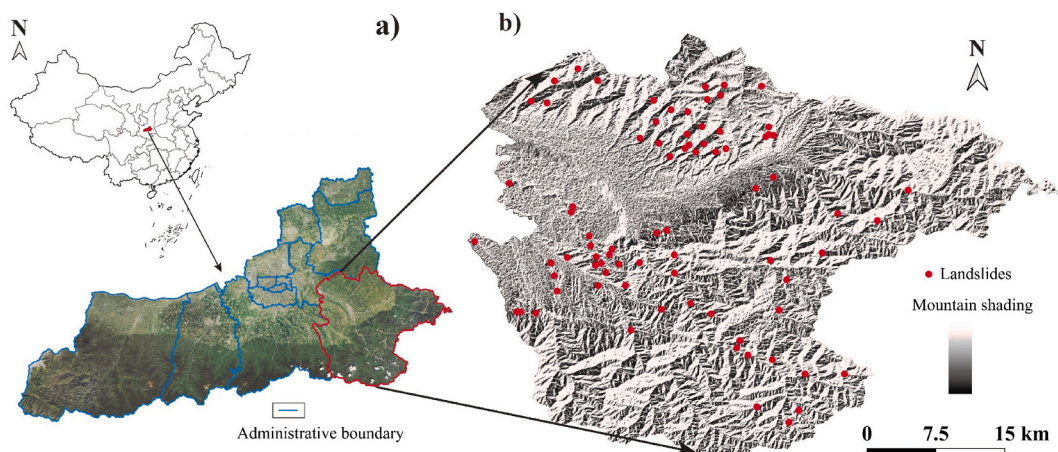 N
a)
b)
N
Landslides
Mountain shading
Administrative boundary
0 7.5 15 km